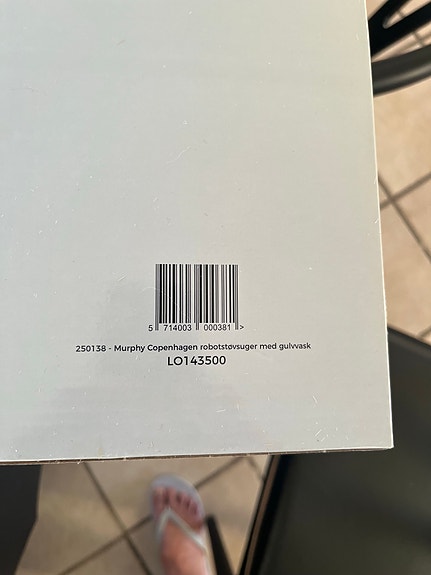 5 714003 000381 >
250138 - Murphy Copenhagen robotstøvsuger med gulvvask
LO143500